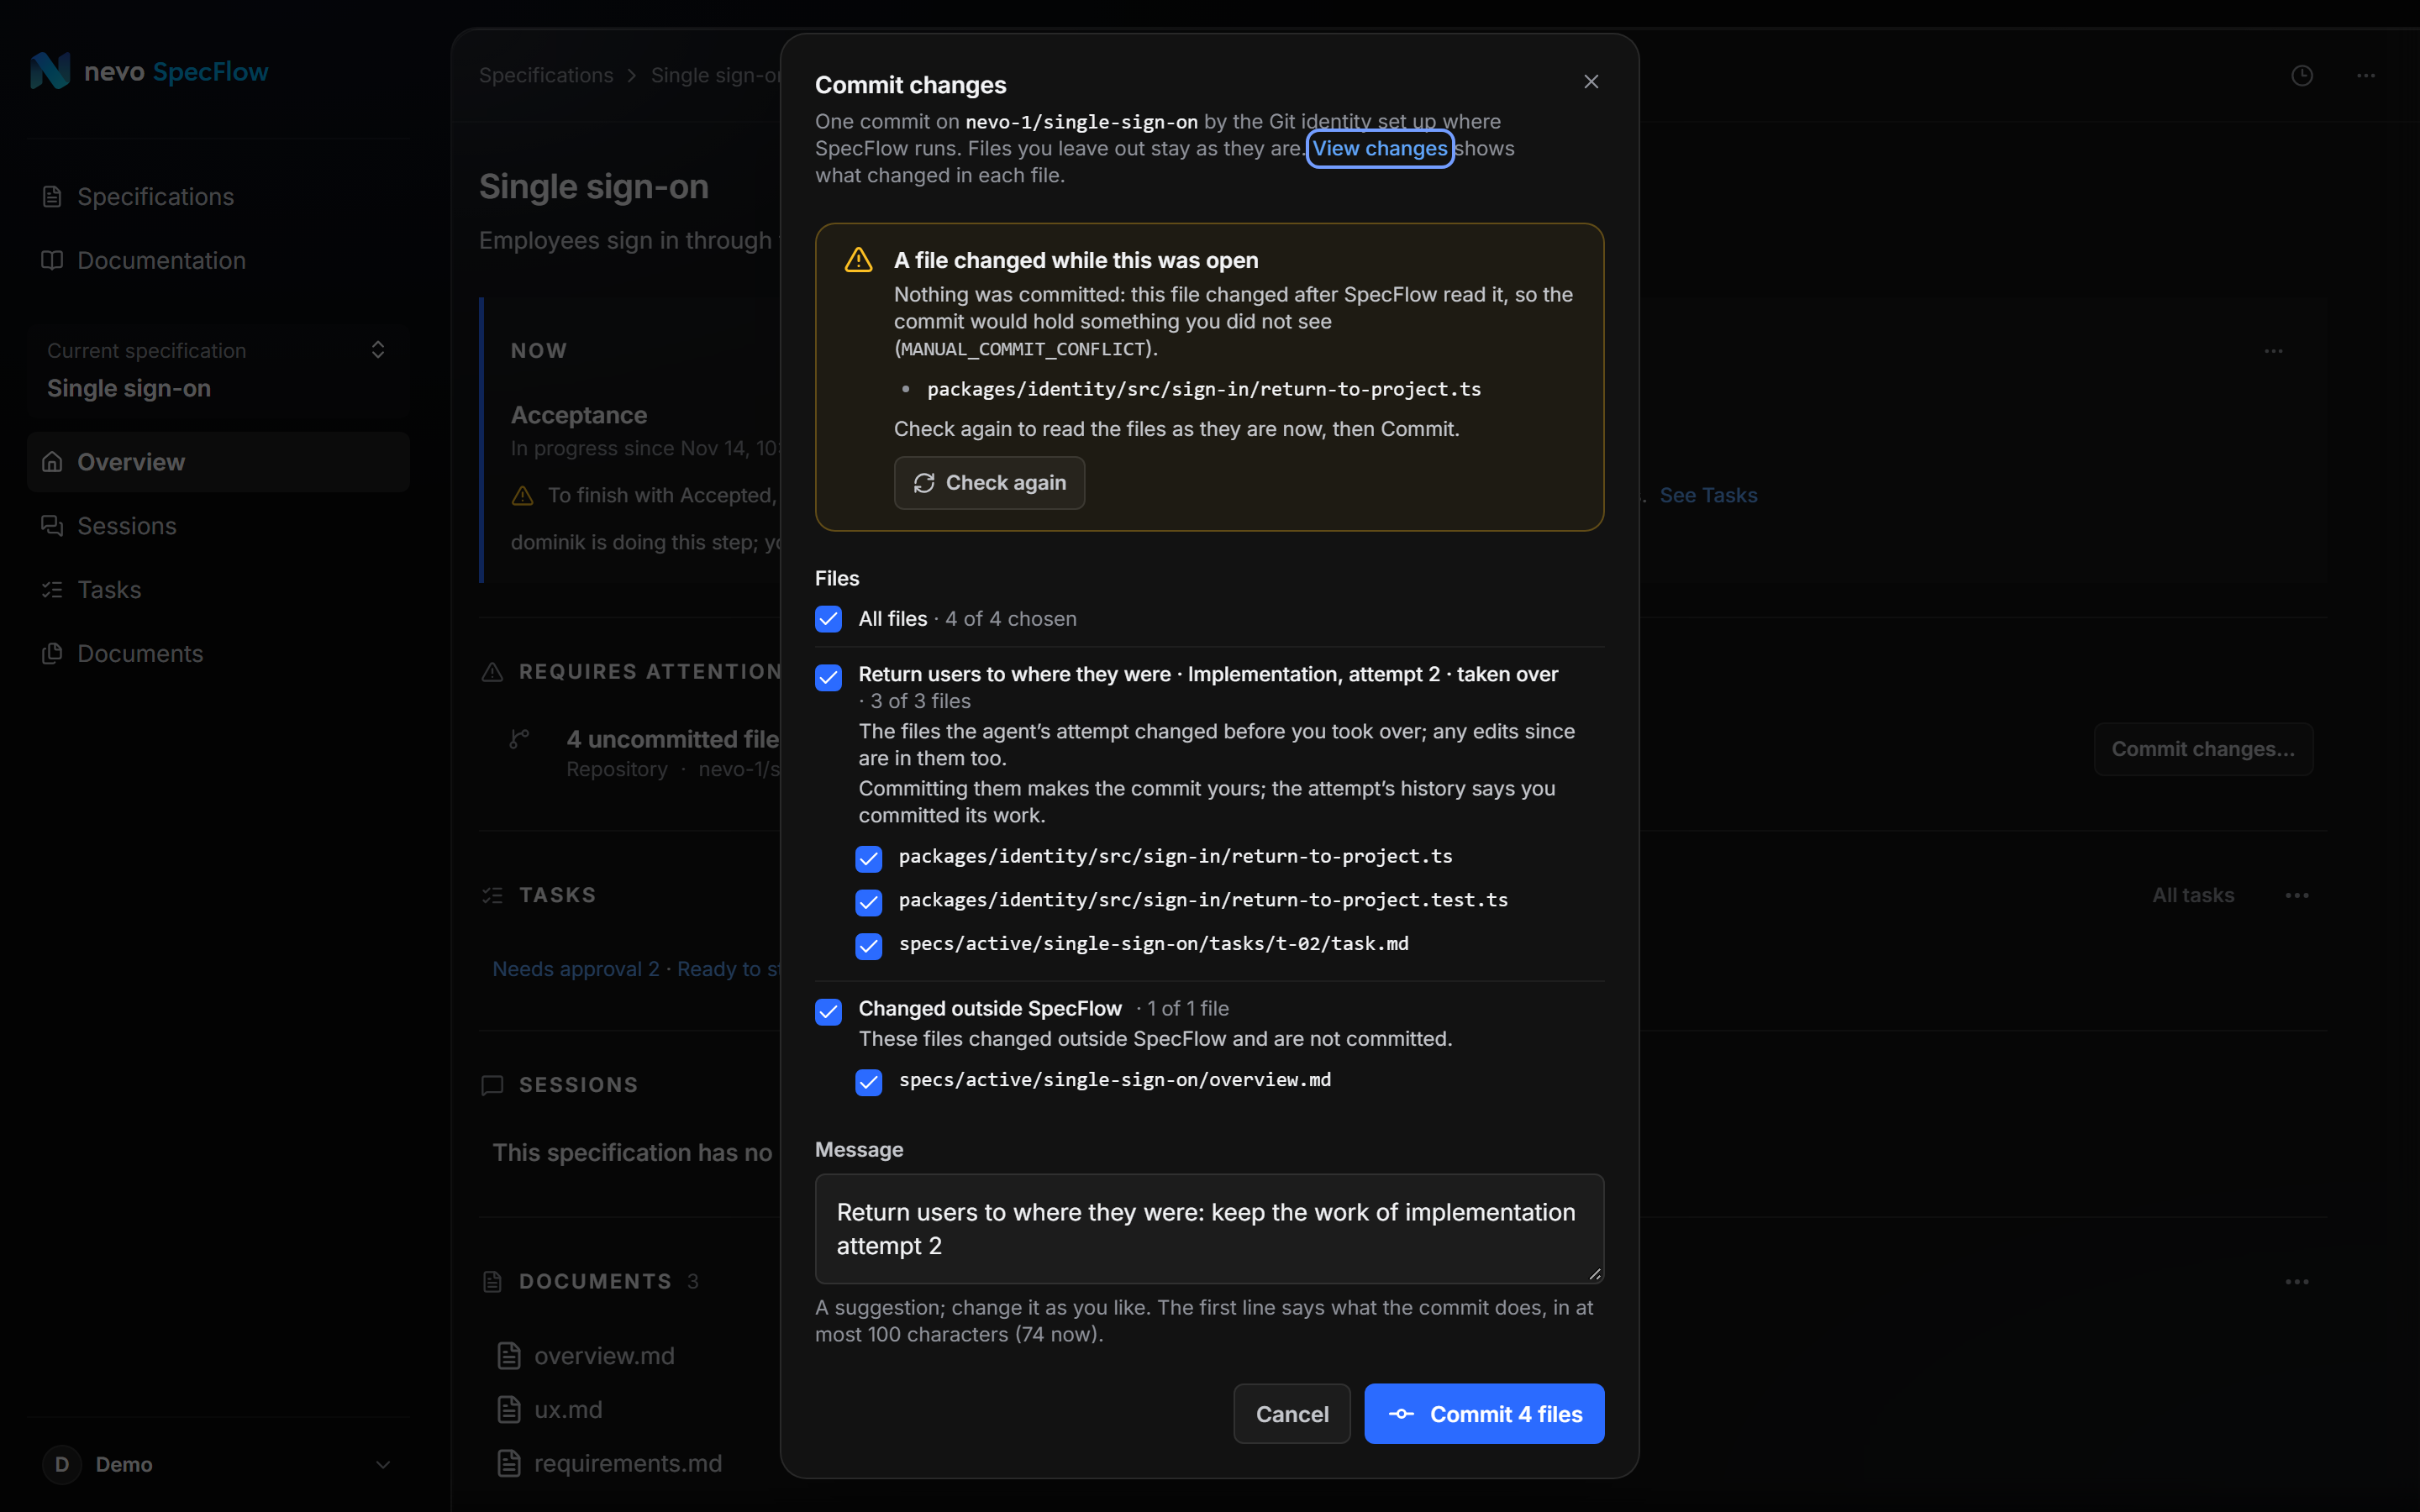 nevo SpecFlow
Specifications
Documentation
Current specification
Single sign-on
Overview
Sessions
Tasks
Documents
D Demo
Specifications > Single sign-on
Single sign-on
Employees sign in through
NOW
Acceptance
In progress since Nov 14, 10:
To finish with Accepted,
. See Tasks
dominik is doing this step; yo
REQUIRES ATTENTION
4 uncommitted file
Repository · nevo-1/s
Commit changes...
TASKS
All tasks
Needs approval 2 · Ready to st
SESSIONS
This specification has no
DOCUMENTS 3
overview.md
ux.md
requirements.md
Commit changes
One commit on nevo-1/single-sign-on by the Git identity set up where
SpecFlow runs. Files you leave out stay as they are. View changes shows
what changed in each file.
A file changed while this was open
Nothing was committed: this file changed after SpecFlow read it, so the
commit would hold something you did not see
(MANUAL_COMMIT_CONFLICT).
• packages/identity/src/sign-in/return-to-project.ts
Check again to read the files as they are now, then Commit.
Check again
Files
All files · 4 of 4 chosen
Return users to where they were · Implementation, attempt 2 · taken over
· 3 of 3 files
The files the agent’s attempt changed before you took over; any edits since
are in them too.
Committing them makes the commit yours; the attempt’s history says you
committed its work.
packages/identity/src/sign-in/return-to-project.ts
packages/identity/src/sign-in/return-to-project.test.ts
specs/active/single-sign-on/tasks/t-02/task.md
Changed outside SpecFlow · 1 of 1 file
These files changed outside SpecFlow and are not committed.
specs/active/single-sign-on/overview.md
Message
Return users to where they were: keep the work of implementation
attempt 2
A suggestion; change it as you like. The first line says what the commit does, in at
most 100 characters (74 now).
Cancel
Commit 4 files